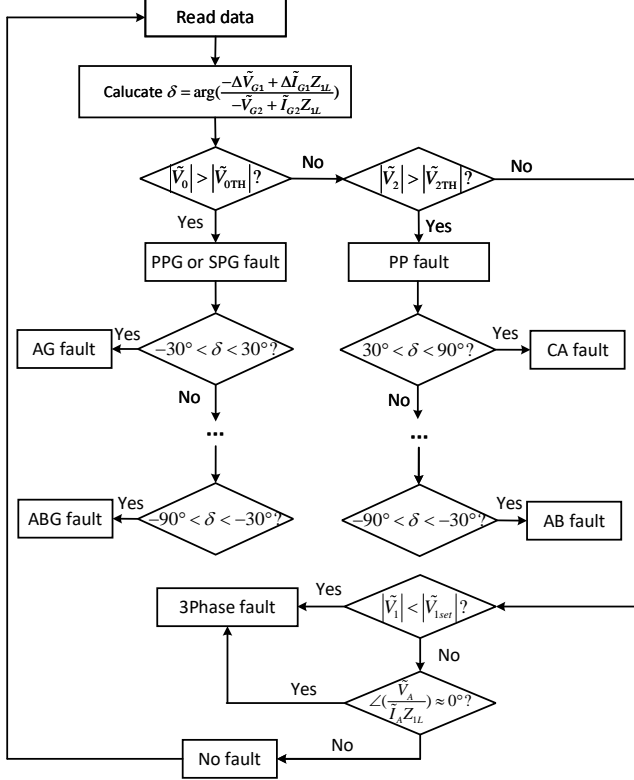 Read data
Calucate δ = arg((-ΔṼ_G1 + ΔĨ_G1 Z_1L)/(-Ṽ_G2 + Ĩ_G2 Z_1L))
|Ṽ_0| > |Ṽ_0TH| ?
No
|Ṽ_2| > |Ṽ_2TH| ?
No
Yes
Yes
PPG or SPG fault
PP fault
AG fault
Yes
-30° < δ < 30° ?
30° < δ < 90° ?
Yes
CA fault
No
No
...
...
ABG fault
Yes
-90° < δ < -30° ?
-90° < δ < -30° ?
Yes
AB fault
3Phase fault
Yes
|Ṽ_1| < |Ṽ_1set| ?
No
Yes
∠(Ṽ_A/(Ĩ_A Z_1L)) ≈ 0° ?
No fault
No